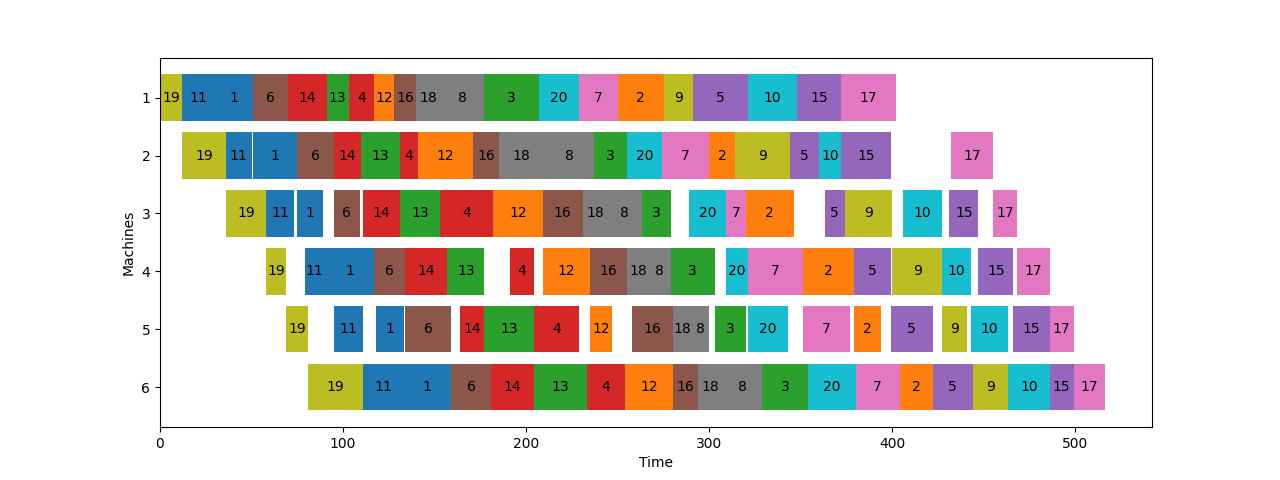 1 19 11 1 6 14 13 4 12 16 18 8 3 20 7 2 9 5 10 15 17
2 19 11 1 6 14 13 4 12 16 18 8 3 20 7 2 9 5 10 15 17
3 19 11 1 6 14 13 4 12 16 18 8 3 20 7 2 5 9 10 15 17
4 19 11 1 6 14 13 4 12 16 18 8 3 20 7 2 5 9 10 15 17
5 19 11 1 6 14 13 4 12 16 18 8 3 20 7 2 5 9 10 15 17
6 19 11 1 6 14 13 4 12 16 18 8 3 20 7 2 5 9 10 15 17
Machines
0 100 200 300 400 500
Time